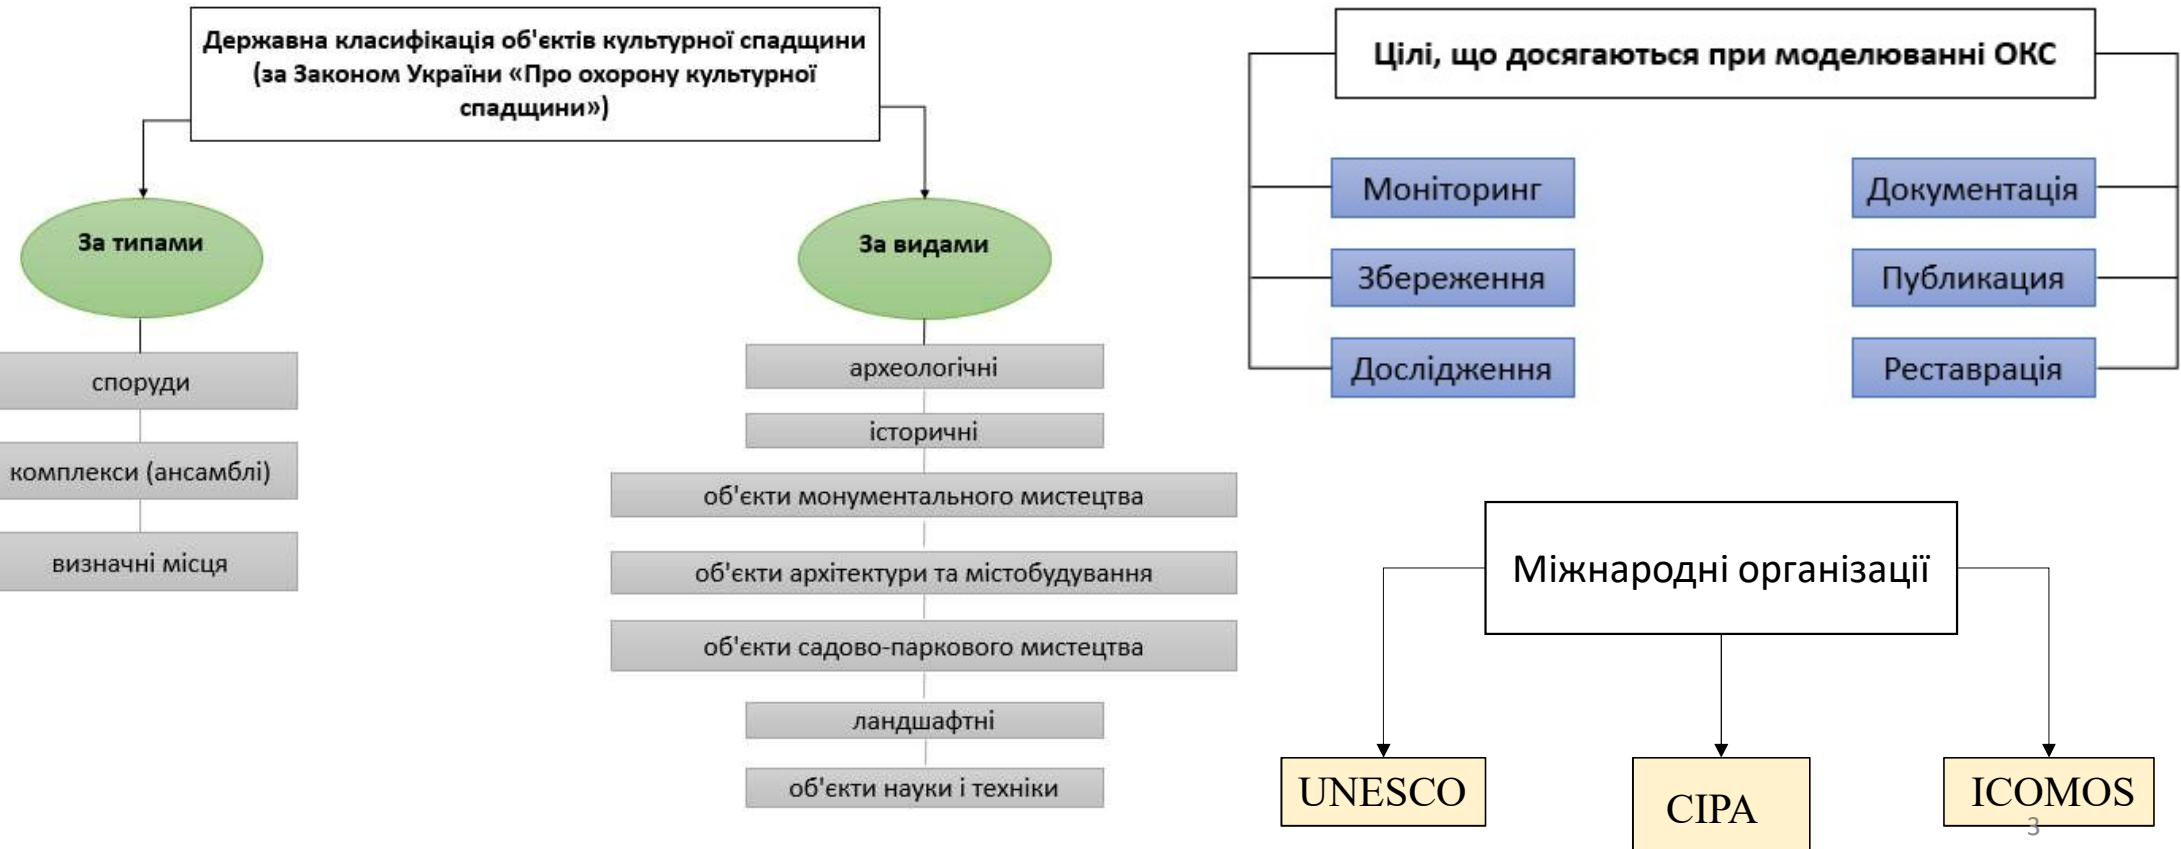 Державна класифікація об'єктів культурної спадщини
(за Законом України «Про охорону культурної
спадщини»)
За типами
споруди
комплекси (ансамблі)
визначні місця
За видами
археологічні
історичні
об'єкти монументального мистецтва
об'єкти архітектури та містобудування
об'єкти садово-паркового мистецтва
ландшафтні
об'єкти науки і техніки
Цілі, що досягаються при моделюванні ОКС
Моніторинг
Збереження
Дослідження
Документація
Публикация
Реставрація
Міжнародні організації
UNESCO
CIPA
ICOMOS
3